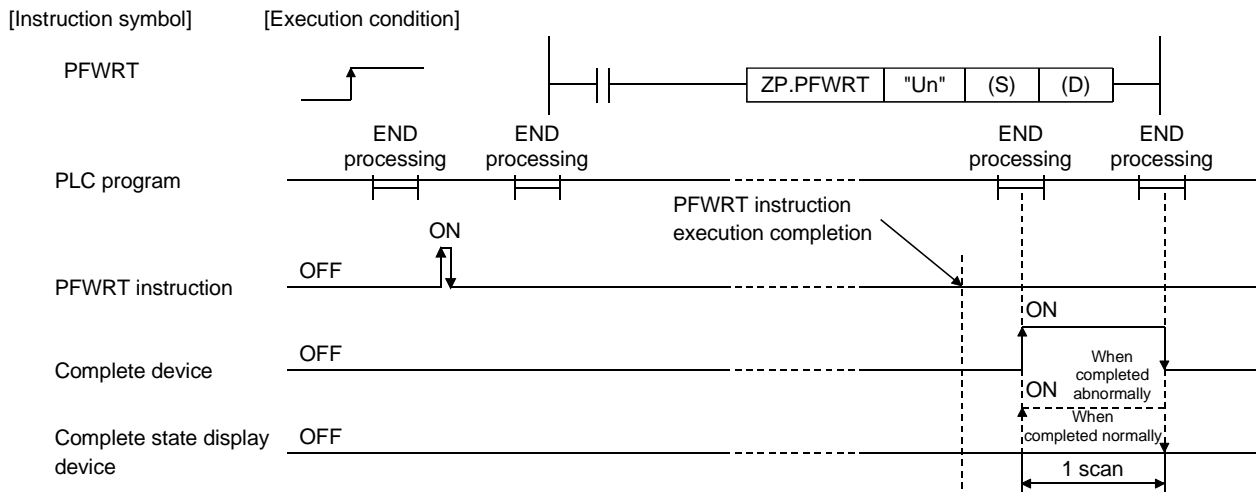 [Instruction symbol]
[Execution condition]
PFWRT
ZP.PFWRT
"Un"
(S)
(D)
END
processing
END
processing
END
processing
END
processing
PLC program
PFWRT instruction
execution completion
ON
OFF
PFWRT instruction
ON
OFF
Complete device
When
completed
abnormally
ON
OFF
When
completed normally
Complete state display
device
1 scan